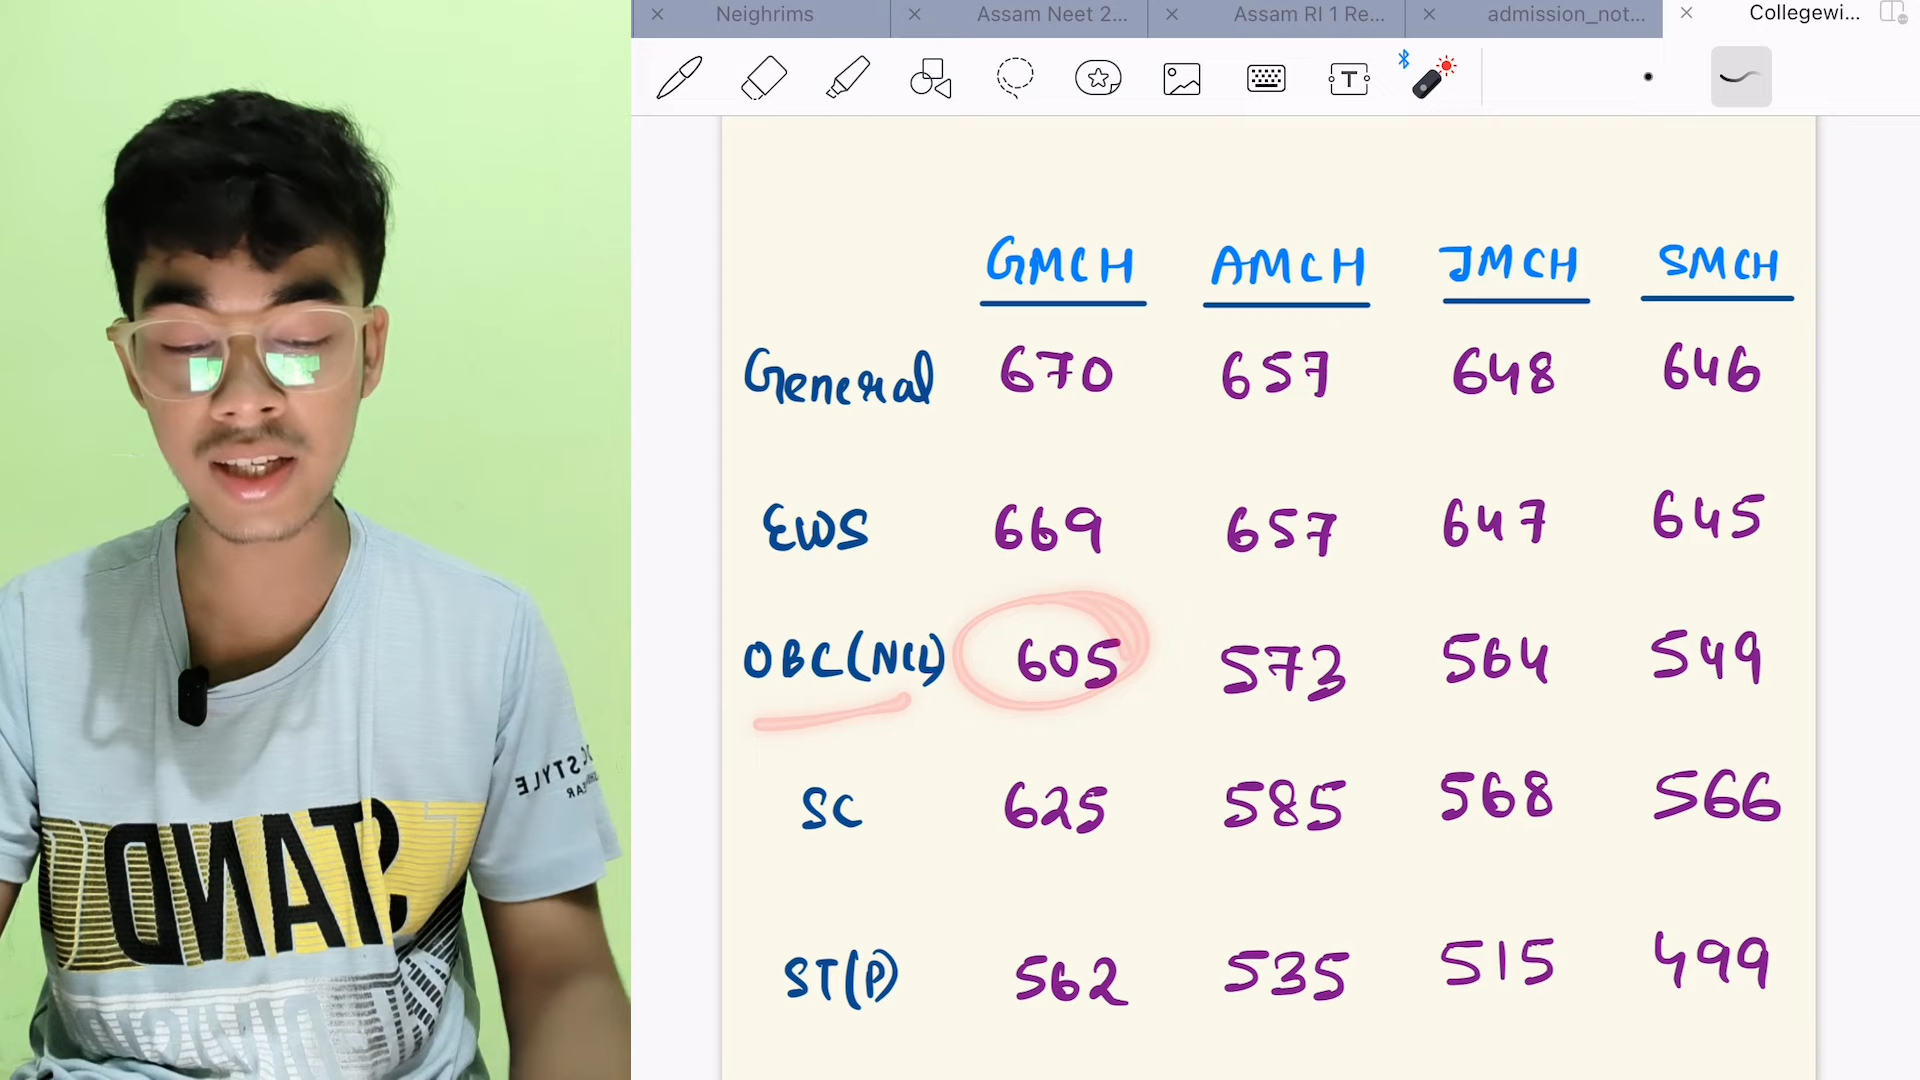 Neighrims
Assam Neet 2...
Assam RI 1 Re...
admission_not...
Collegewi...
T
GMCH AMCH JMCH SMCH
General 670 657 648 646
EWS 669 657 647 645
OBC(NCL) 605 573 564 549
SC 625 585 568 566
ST(P) 562 535 515 499
STYLE
STAND